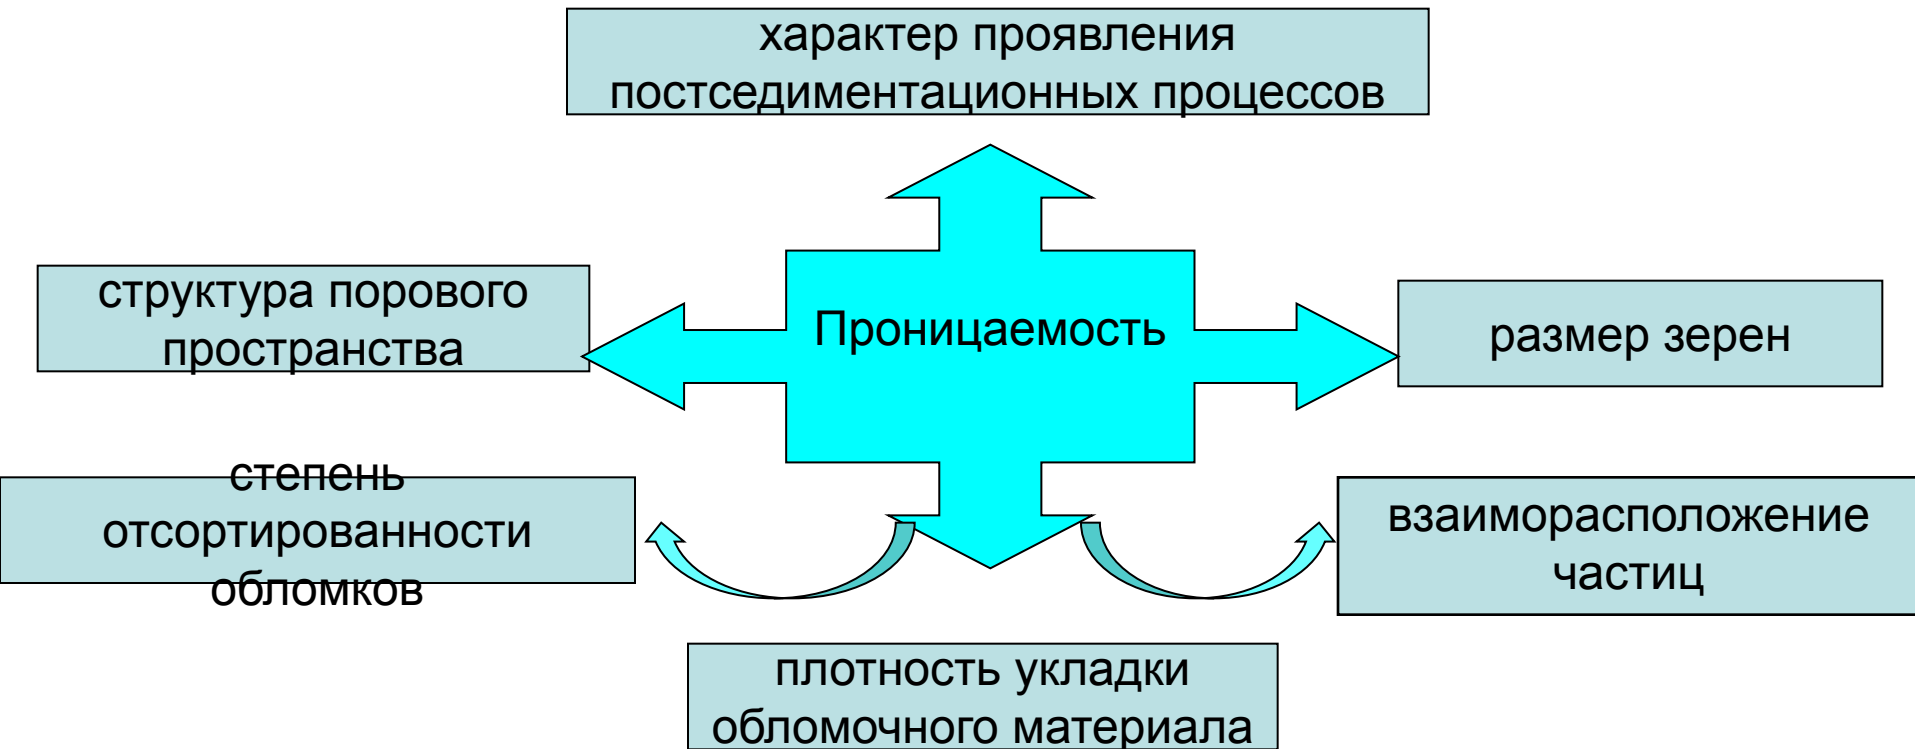 характер проявления
постседиментационных процессов
структура порового
пространства
Проницаемость
размер зерен
степень
отсортированности
обломков
взаиморасположение
частиц
плотность укладки
обломочного материала